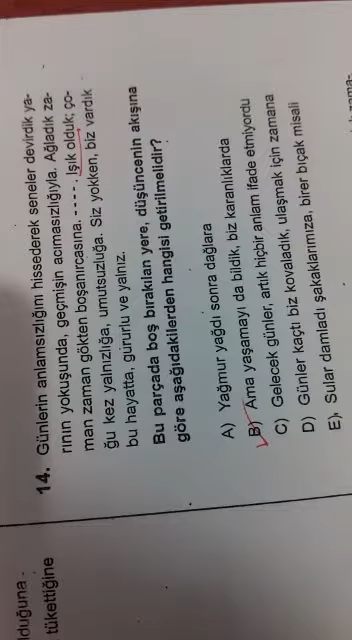 lduğuna
tükettiğine
14. Günlerin anlamsızlığını hissederek seneler devirdik ya-
rının yokuşunda, geçmişin acımasızlığıyla. Ağladık za-
man zaman gökten boşanırcasına. ----. Işık olduk; ço-
ğu kez yalnızlığa, umutsuzluğa. Siz yokken, biz vardık
bu hayatta, gururlu ve yalnız.
Bu parçada boş bırakılan yere, düşüncenin akışına
göre aşağıdakilerden hangisi getirilmelidir?
A) Yağmur yağdı sonra dağlara
B) Ama yaşamayı da bildik, biz karanlıklarda
C) Gelecek günler, artık hiçbir anlam ifade etmiyordu
D) Günler kaçtı biz kovaladık, ulaşmak için zamana
E) Sular damladı şakaklarımıza, birer bıçak misali